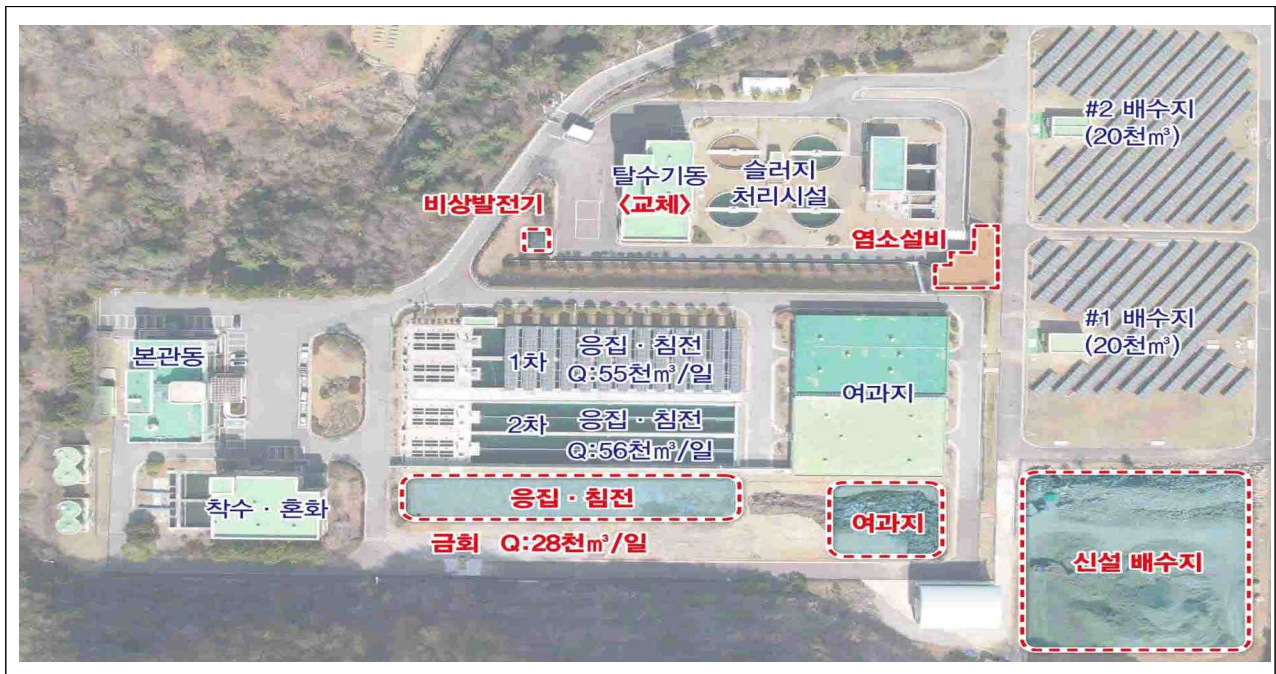 #2 배수지
(20천㎥)
탈수기동
〈교체〉
슬러지
처리시설
비상발전기
염소설비
#1 배수지
(20천㎥)
본관동
1차 응집·침전
Q:55천㎥/일
여과지
2차 응집·침전
Q:56천㎥/일
착수·혼화
응집·침전
여과지
금회 Q:28천㎥/일
신설 배수지